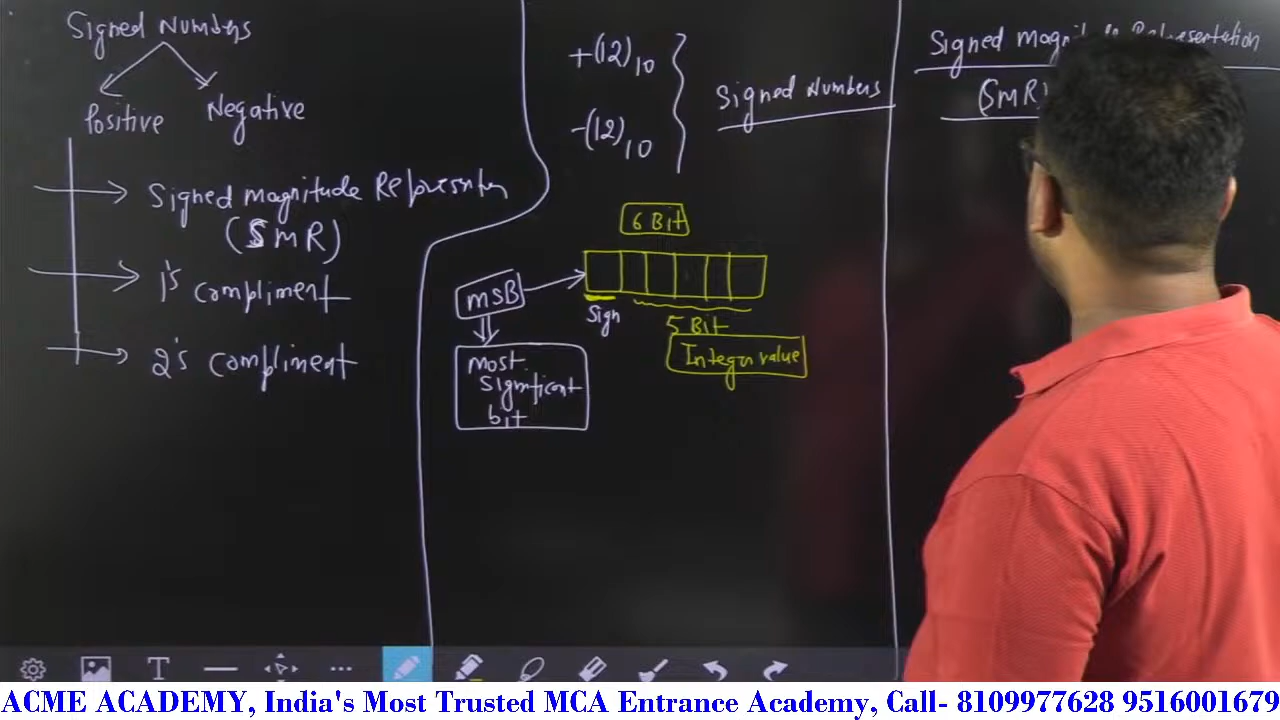 Signed Numbers
Positive
Negative
Signed magnitude
(SMR)
1's compliment
2's compliment
+(12)10
-(12)10
Signed Numbers
6 Bit
MSB
Sign
5 Bit
Integer value
most
significant
bit
Signed
(SMR)
ACME ACADEMY, India's Most Trusted MCA Entrance Academy, Call- 8109977628 9516001679